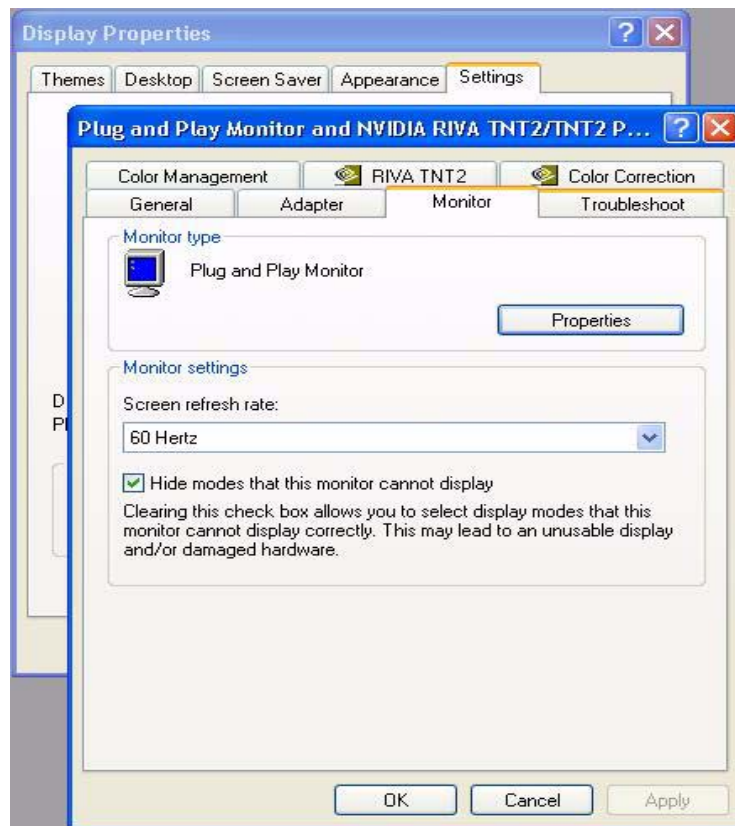 Display Properties
Themes Desktop Screen Saver Appearance Settings
Plug and Play Monitor and NVIDIA RIVA TNT2/TNT2 P...
Color Management RIVA TNT2 Color Correction
General Adapter Monitor Troubleshoot
Monitor type
Plug and Play Monitor
Properties
Monitor settings
D
Screen refresh rate:
Pl
60 Hertz
Hide modes that this monitor cannot display
Clearing this check box allows you to select display modes that this
monitor cannot display correctly. This may lead to an unusable display
and/or damaged hardware.
OK Cancel Apply